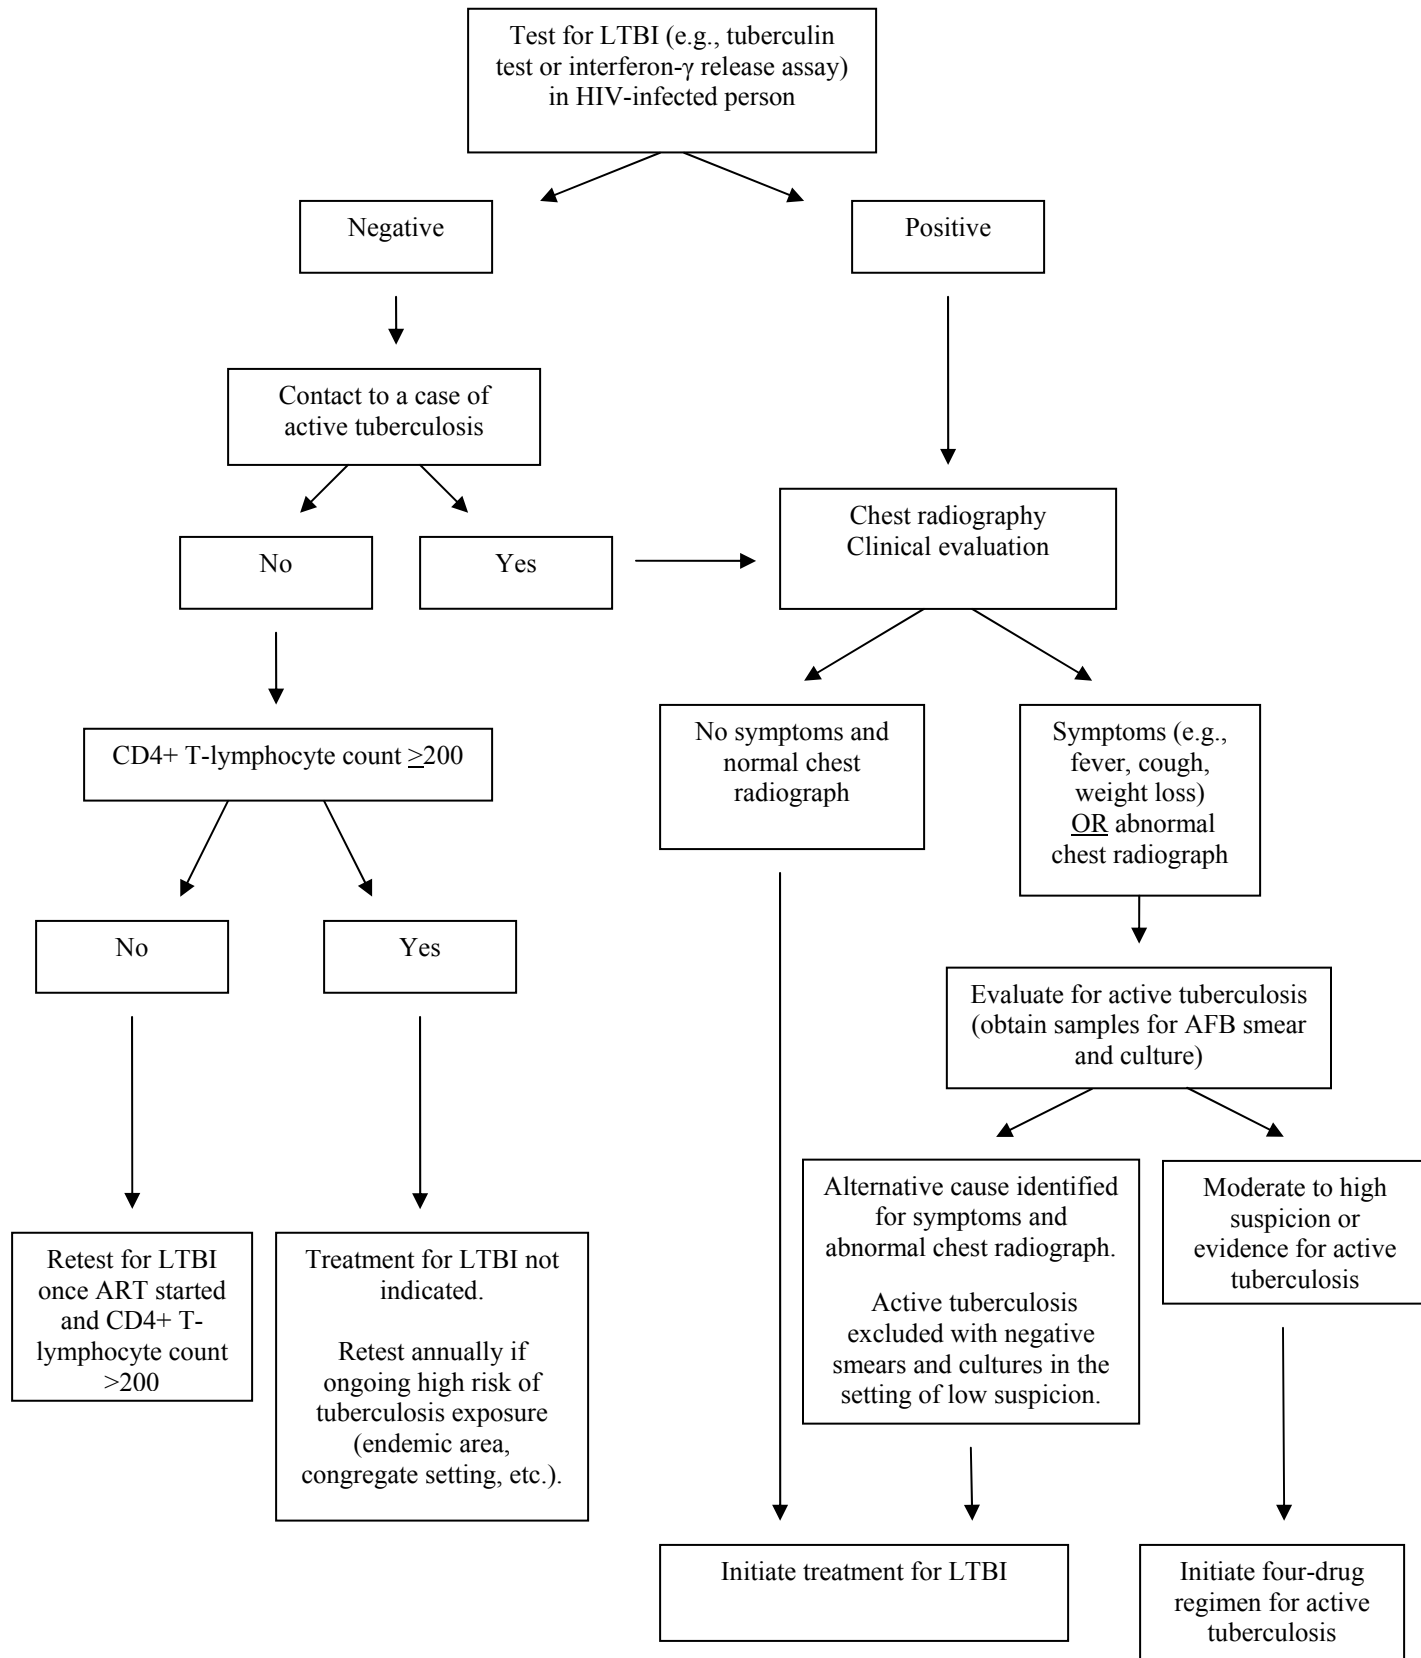 Test for LTBI (e.g., tuberculin
test or interferon-γ release assay)
in HIV-infected person
Negative
Positive
Contact to a case of
active tuberculosis
Chest radiography
Clinical evaluation
No
Yes
CD4+ T-lymphocyte count ≥200
No symptoms and
normal chest
radiograph
Symptoms (e.g.,
fever, cough,
weight loss)
OR abnormal
chest radiograph
No
Yes
Evaluate for active tuberculosis
(obtain samples for AFB smear
and culture)
Alternative cause identified
for symptoms and
abnormal chest radiograph.
Active tuberculosis
excluded with negative
smears and cultures in the
setting of low suspicion.
Moderate to high
suspicion or
evidence for active
tuberculosis
Retest for LTBI
once ART started
and CD4+ T-
lymphocyte count
>200
Treatment for LTBI not
indicated.
Retest annually if
ongoing high risk of
tuberculosis exposure
(endemic area,
congregate setting, etc.).
Initiate treatment for LTBI
Initiate four-drug
regimen for active
tuberculosis